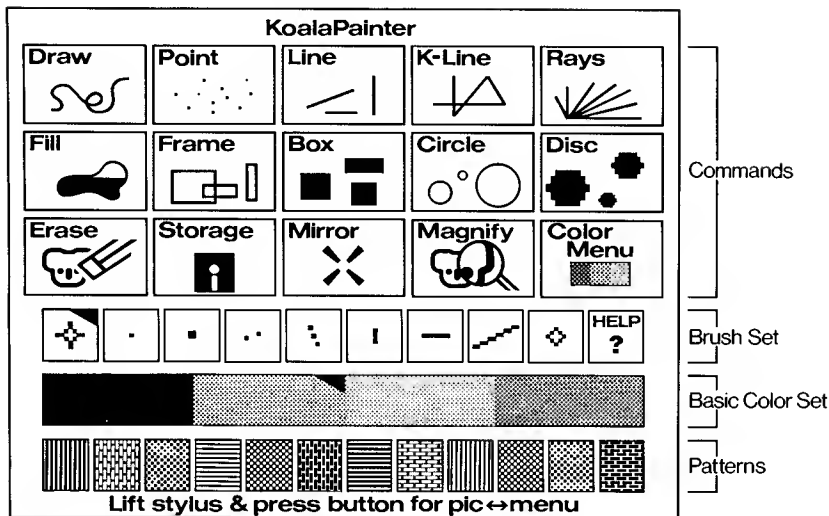 KoalaPainter
Draw Point Line K-Line Rays
Fill Frame Box Circle Disc
Commands
Erase Storage Mirror Magnify Color
Menu
HELP
?
Brush Set
Basic Color Set
Patterns
Lift stylus & press button for pic↔menu